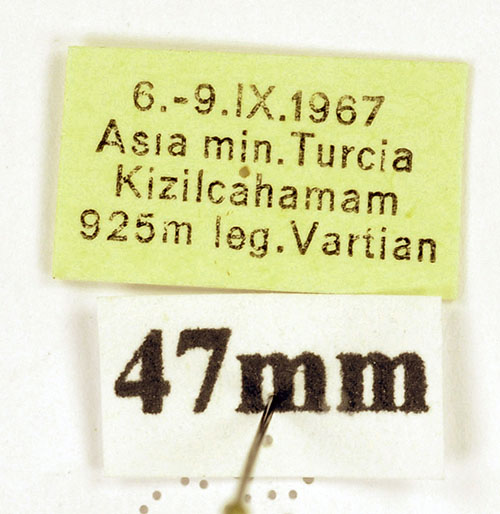 6.-9.IX.1967
Asia min.Turcia
Kizilcahamam
925m leg.Vartian
47mm